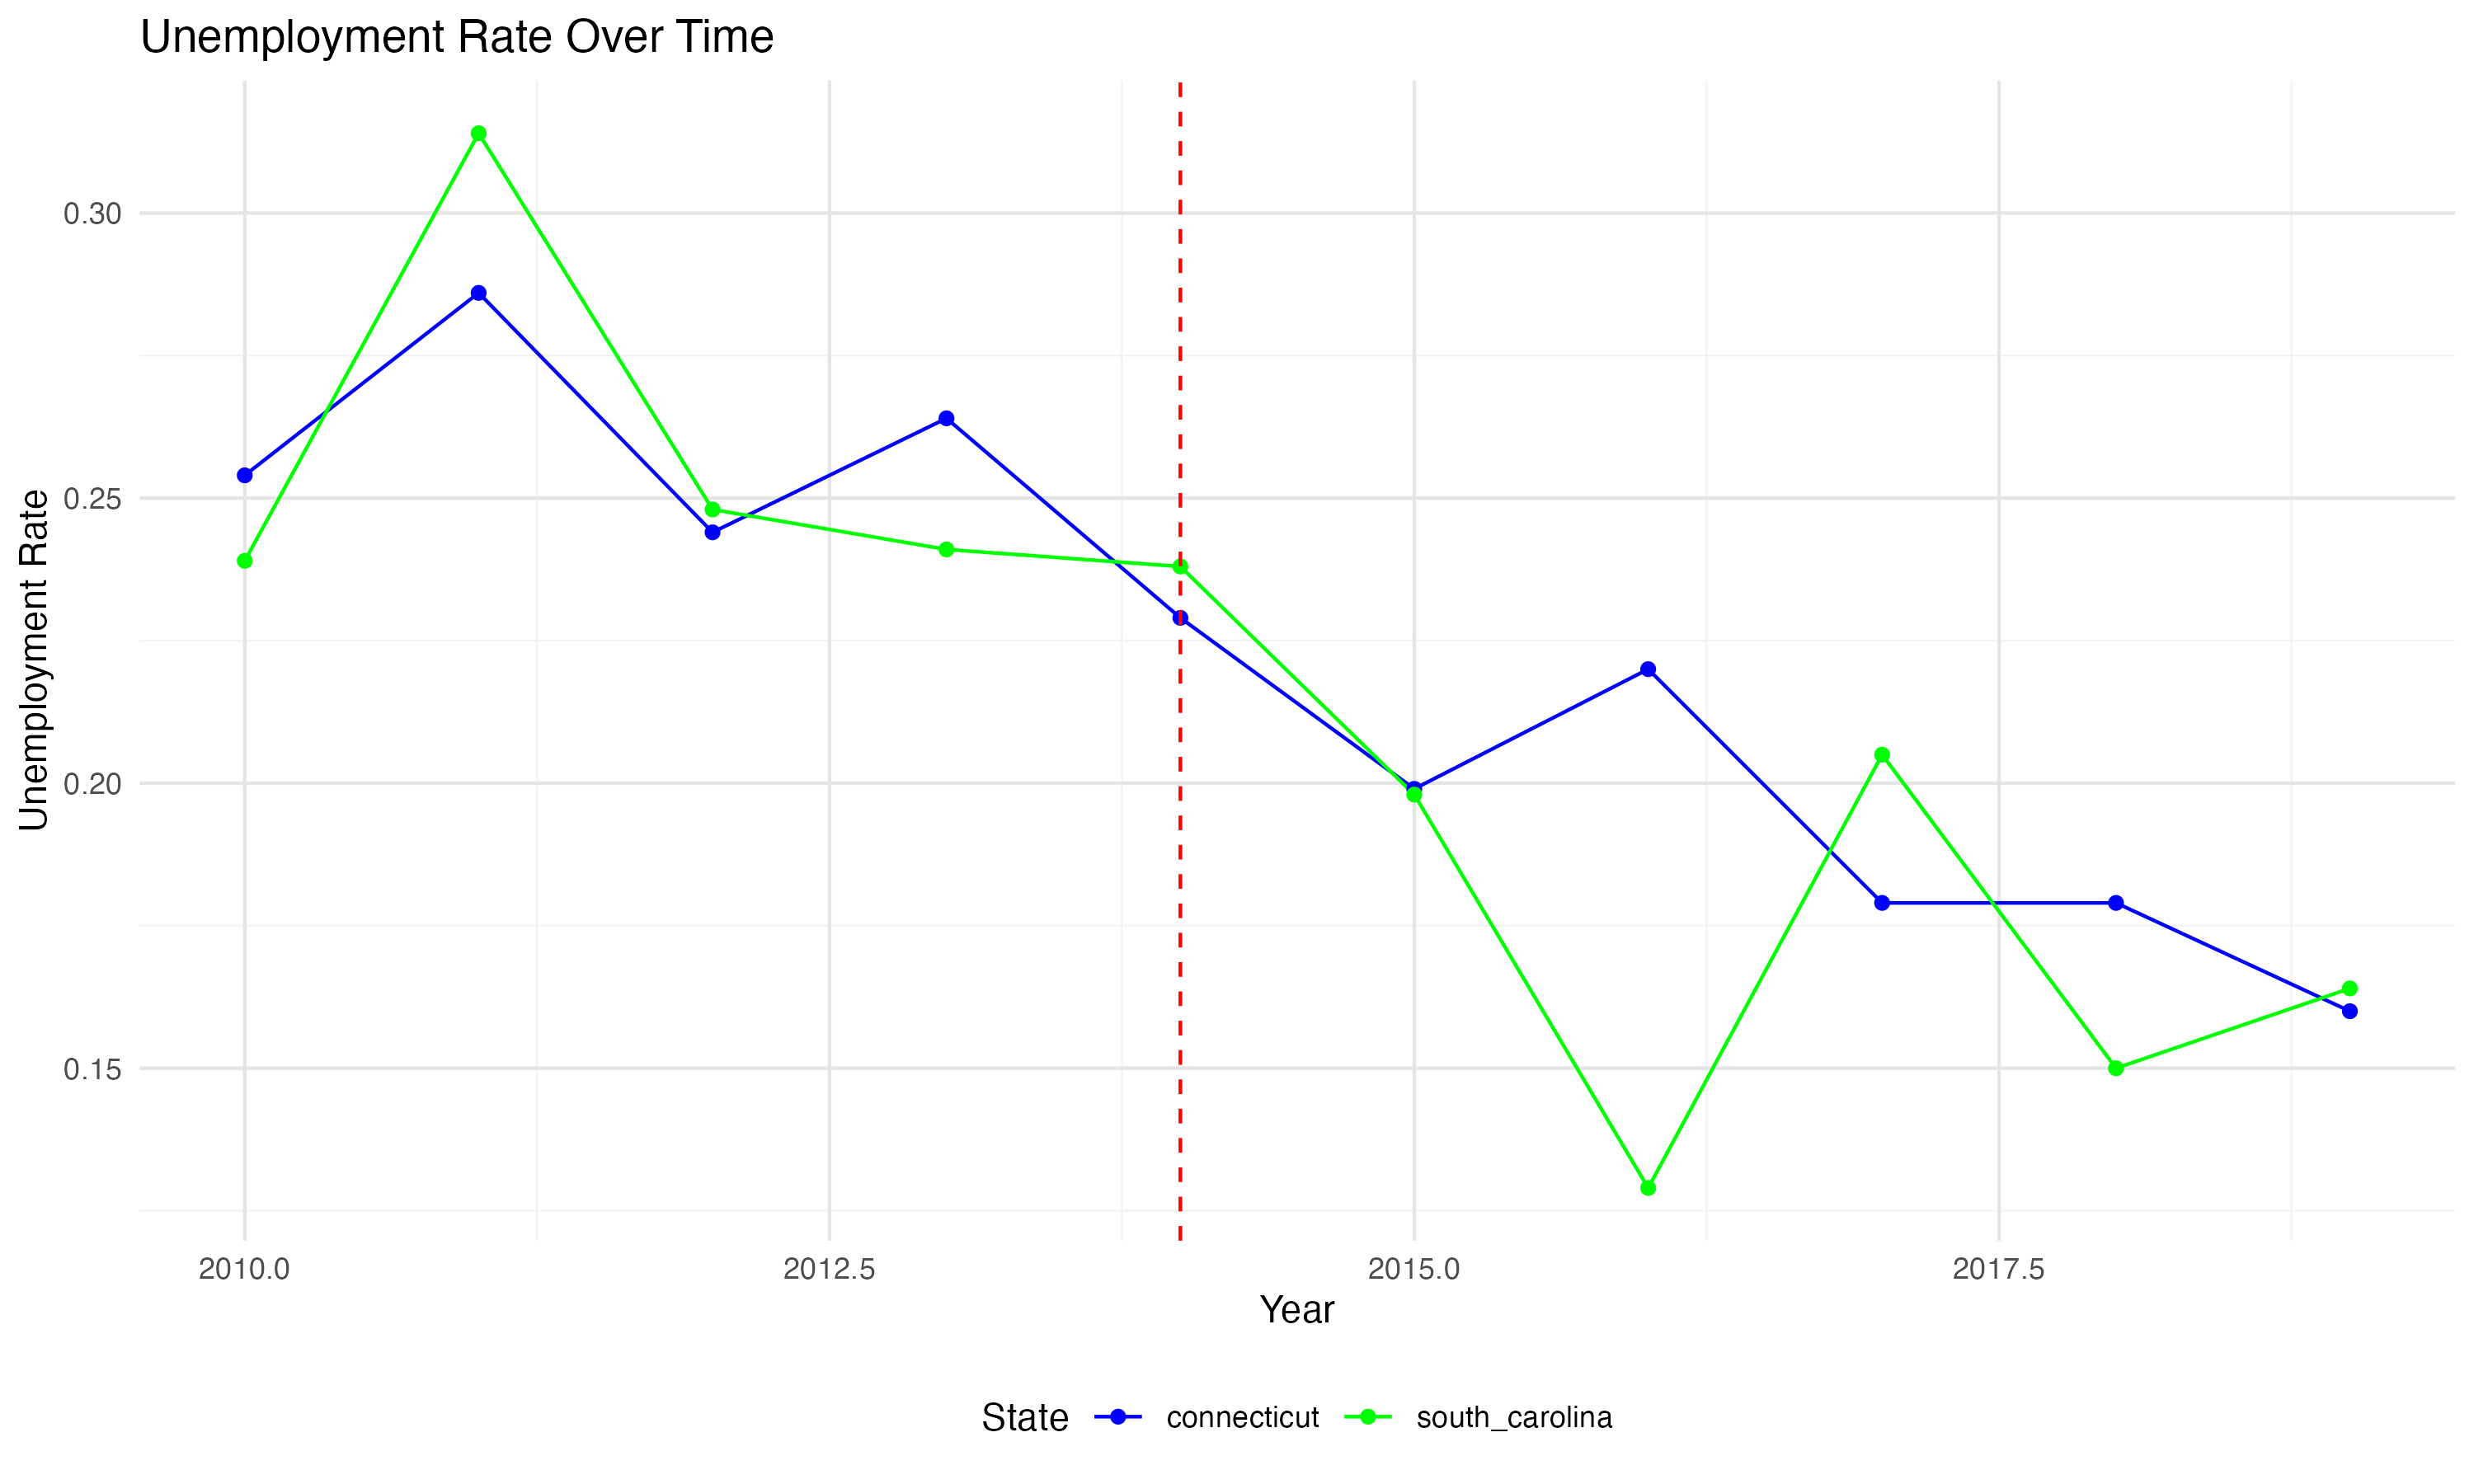 Unemployment Rate Over Time
Unemployment Rate
0.30
0.25
0.20
0.15
2010.0 2012.5 2015.0 2017.5
Year
State connecticut south_carolina